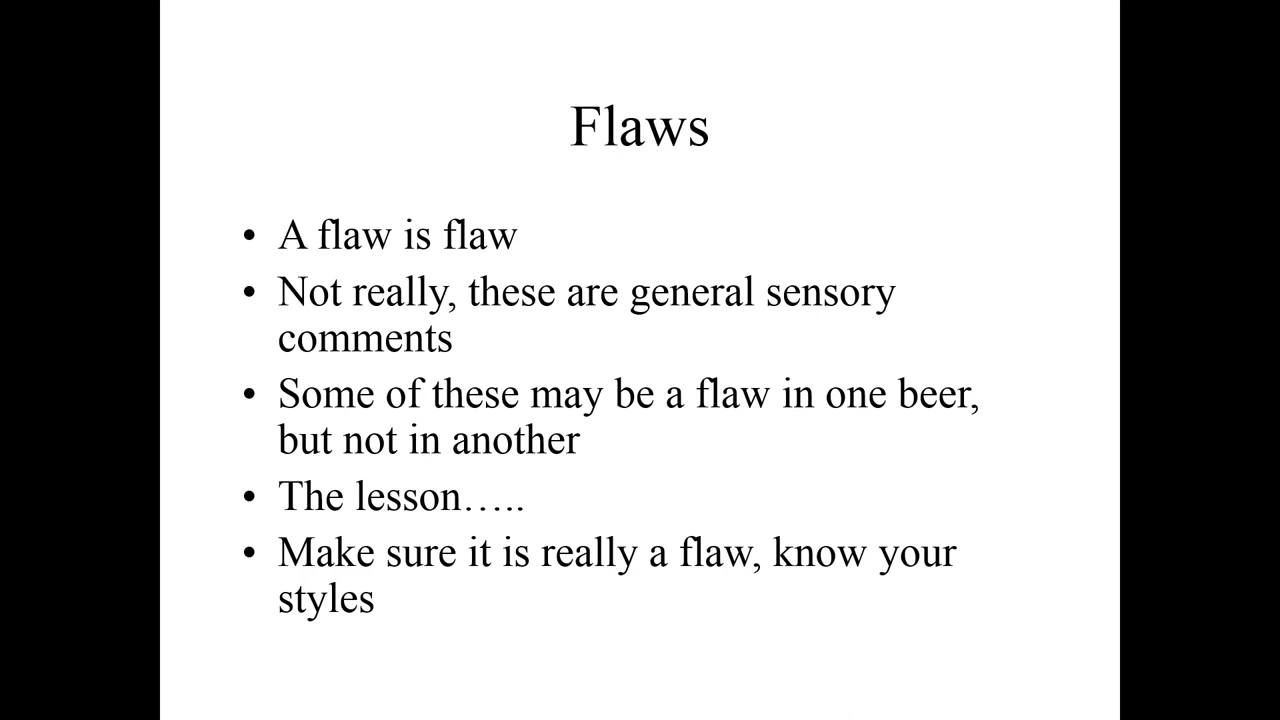 Flaws
• A flaw is flaw
• Not really, these are general sensory
comments
• Some of these may be a flaw in one beer,
but not in another
• The lesson…..
• Make sure it is really a flaw, know your
styles